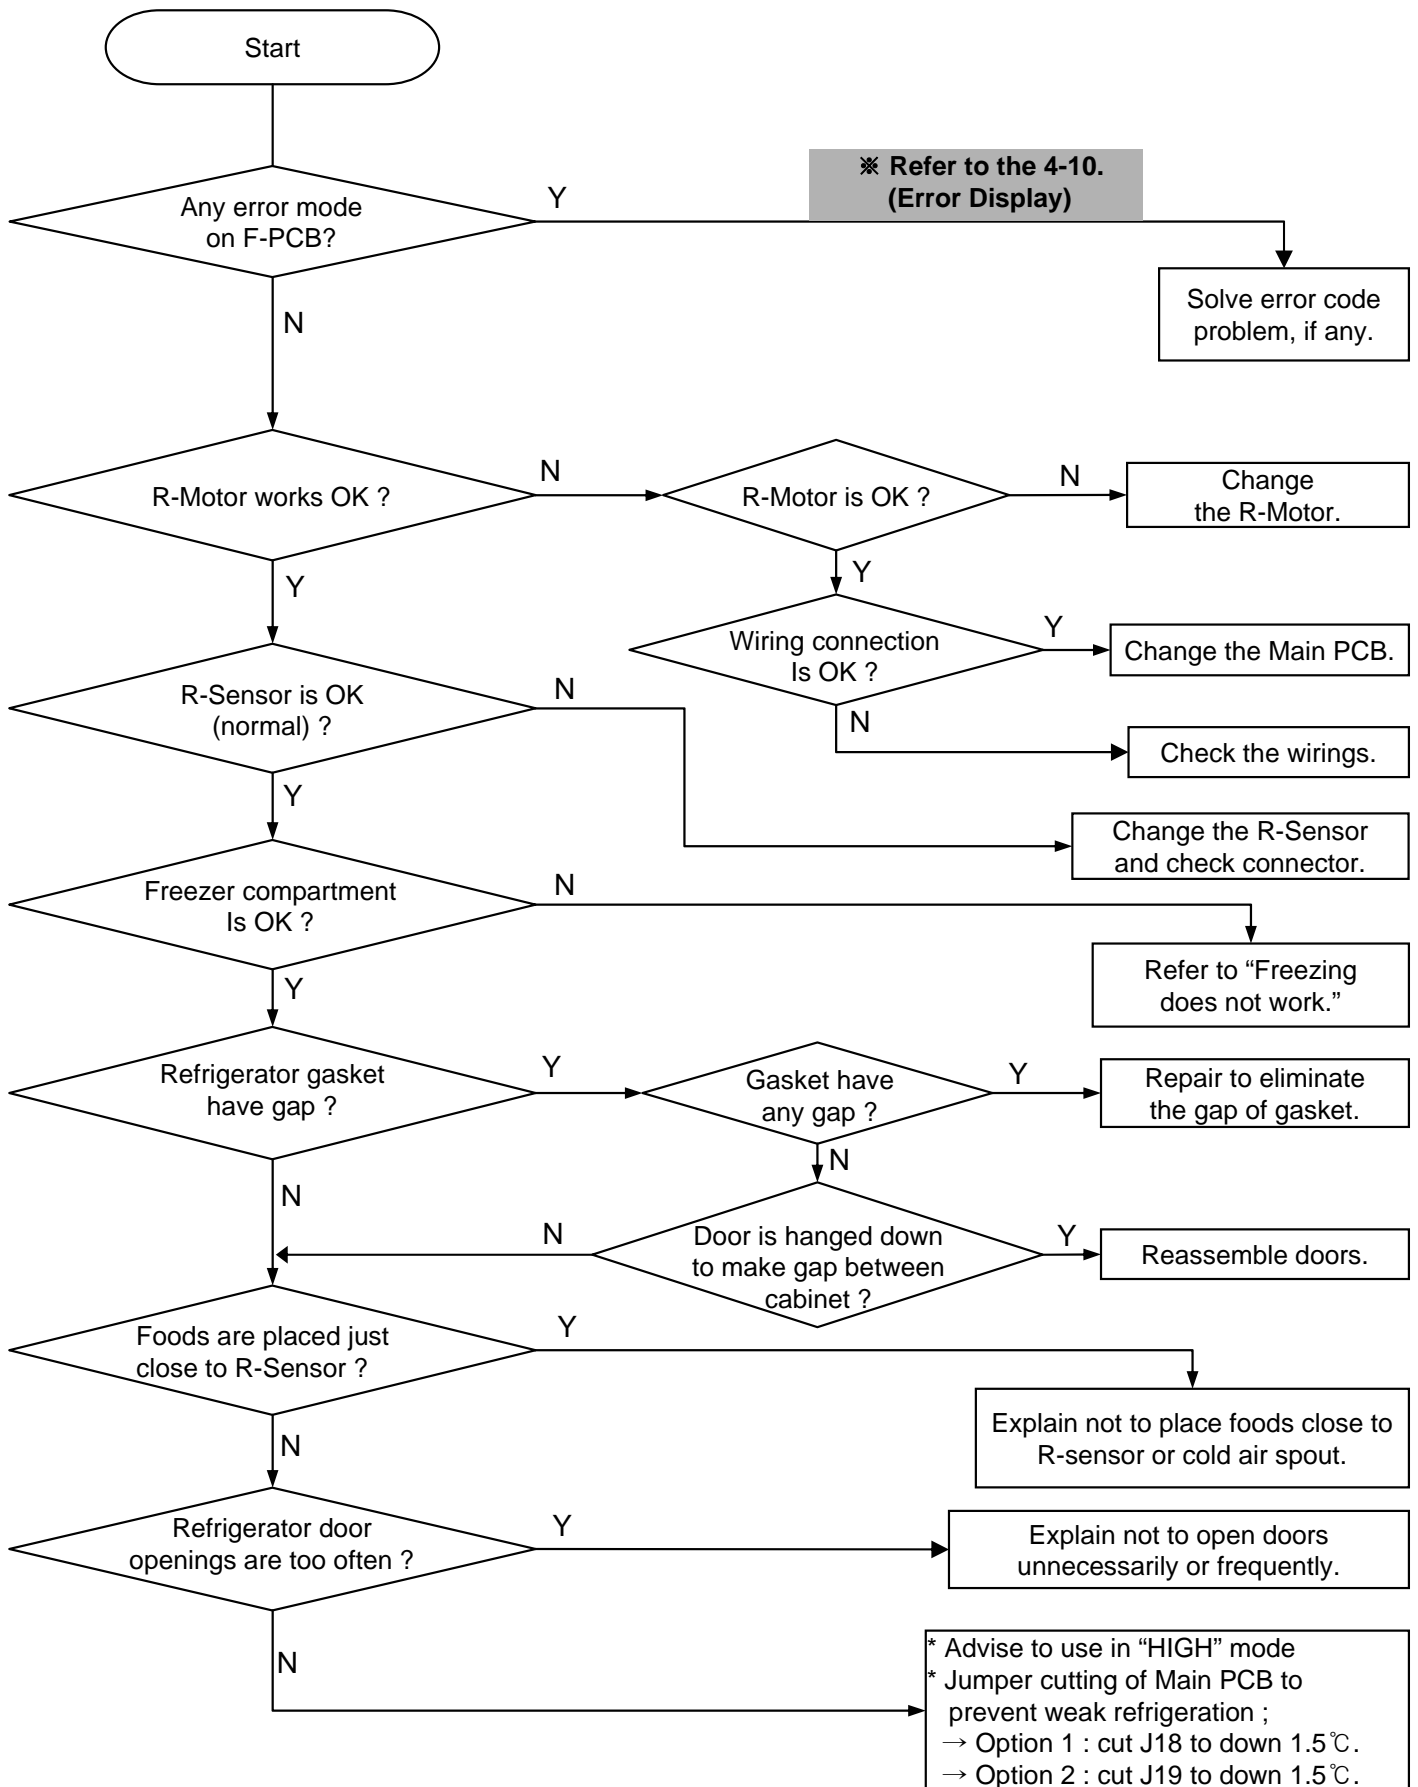 Start
※ Refer to the 4-10.
(Error Display)
Any error mode
on F-PCB?
Y
Solve error code
problem, if any.
N
R-Motor works OK ?
N
R-Motor is OK ?
N
Change
the R-Motor.
Y
Y
Wiring connection
Is OK ?
Y
Change the Main PCB.
R-Sensor is OK
(normal) ?
N
N
Check the wirings.
Y
Change the R-Sensor
and check connector.
Freezer compartment
Is OK ?
N
Refer to “Freezing
does not work.”
Y
Refrigerator gasket
have gap ?
Y
Gasket have
any gap ?
Y
Repair to eliminate
the gap of gasket.
N
N
N
Door is hanged down
to make gap between
cabinet ?
Y
Reassemble doors.
Foods are placed just
close to R-Sensor ?
Y
Explain not to place foods close to
R-sensor or cold air spout.
N
Refrigerator door
openings are too often ?
Y
Explain not to open doors
unnecessarily or frequently.
N
* Advise to use in “HIGH” mode
* Jumper cutting of Main PCB to
prevent weak refrigeration ;
→ Option 1 : cut J18 to down 1.5℃.
→ Option 2 : cut J19 to down 1.5℃.